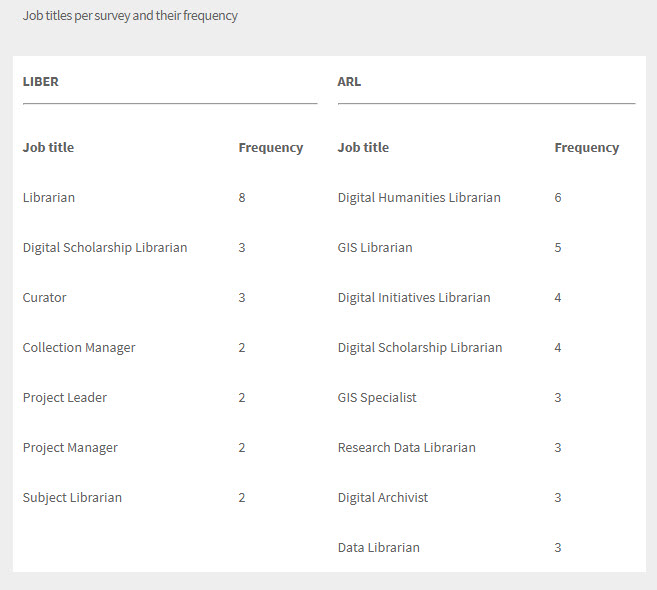 Job titles per survey and their frequency
LIBER ARL
Job title Frequency Job title Frequency
Librarian 8 Digital Humanities Librarian 6
Digital Scholarship Librarian 3 GIS Librarian 5
Curator 3 Digital Initiatives Librarian 4
Collection Manager 2 Digital Scholarship Librarian 4
Project Leader 2 GIS Specialist 3
Project Manager 2 Research Data Librarian 3
Subject Librarian 2 Digital Archivist 3
Data Librarian 3